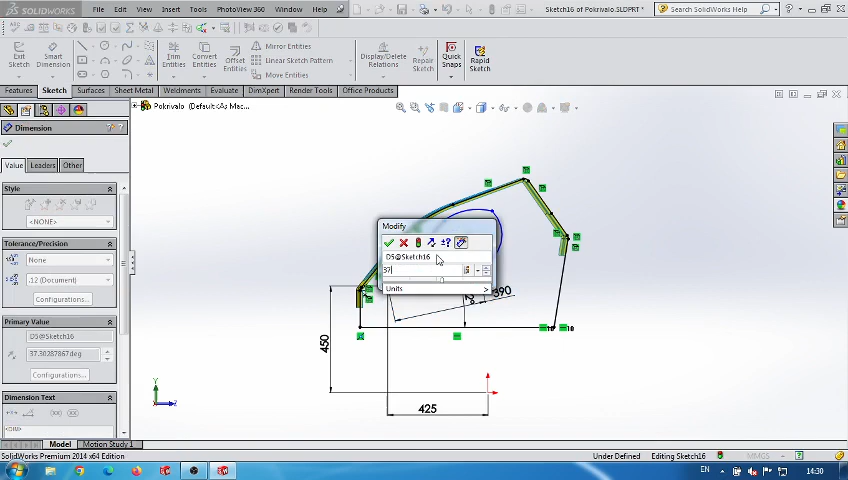 SOLIDWORKS File Edit View Insert Tools PhotoView 360 Window Help Sketch16 of Pokrivalo.SLDPRT * Search SolidWorks Help
Exit Sketch Smart Dimension Trim Entities Convert Entities Offset Entities Mirror Entities Display/Delete Relations Repair Sketch Quick Snaps Rapid Sketch
Linear Sketch Pattern
Move Entities
Features Sketch Surfaces Sheet Metal Weldments Evaluate DimXpert Render Tools Office Products
Pokrivalo (Default<As Mac...
Dimension
Value Leaders Other
Style
<NONE>
Tolerance/Precision
None
.12 (Document)
Primary Value
D5@Sketch16
37.30287867deg
Configurations...
Dimension Text
<DIM>
Modify
D5@Sketch16
37
Units
390
450
425
Y
Z
Model Motion Study 1
SolidWorks Premium 2014 x64 Edition Under Defined Editing Sketch16 MMGS
EN 14:30